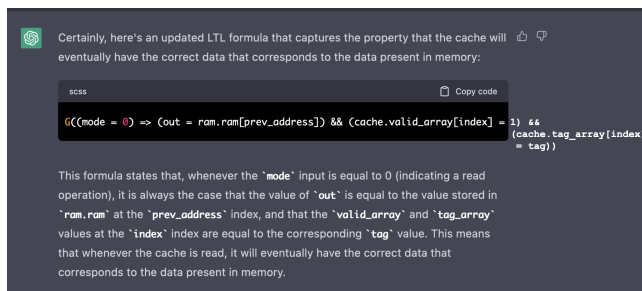 Certainly, here's an updated LTL formula that captures the property that the cache will
eventually have the correct data that corresponds to the data present in memory:
scss Copy code
G((mode = 0) => (out = ram.ram[prev_address]) && (cache.valid_array[index] = 1) &&
(cache.tag_array[index
= tag))
This formula states that, whenever the `mode` input is equal to 0 (indicating a read
operation), it is always the case that the value of `out` is equal to the value stored in
`ram.ram` at the `prev_address` index, and that the `valid_array` and `tag_array`
values at the `index` index are equal to the corresponding `tag` value. This means
that whenever the cache is read, it will eventually have the correct data that
corresponds to the data present in memory.